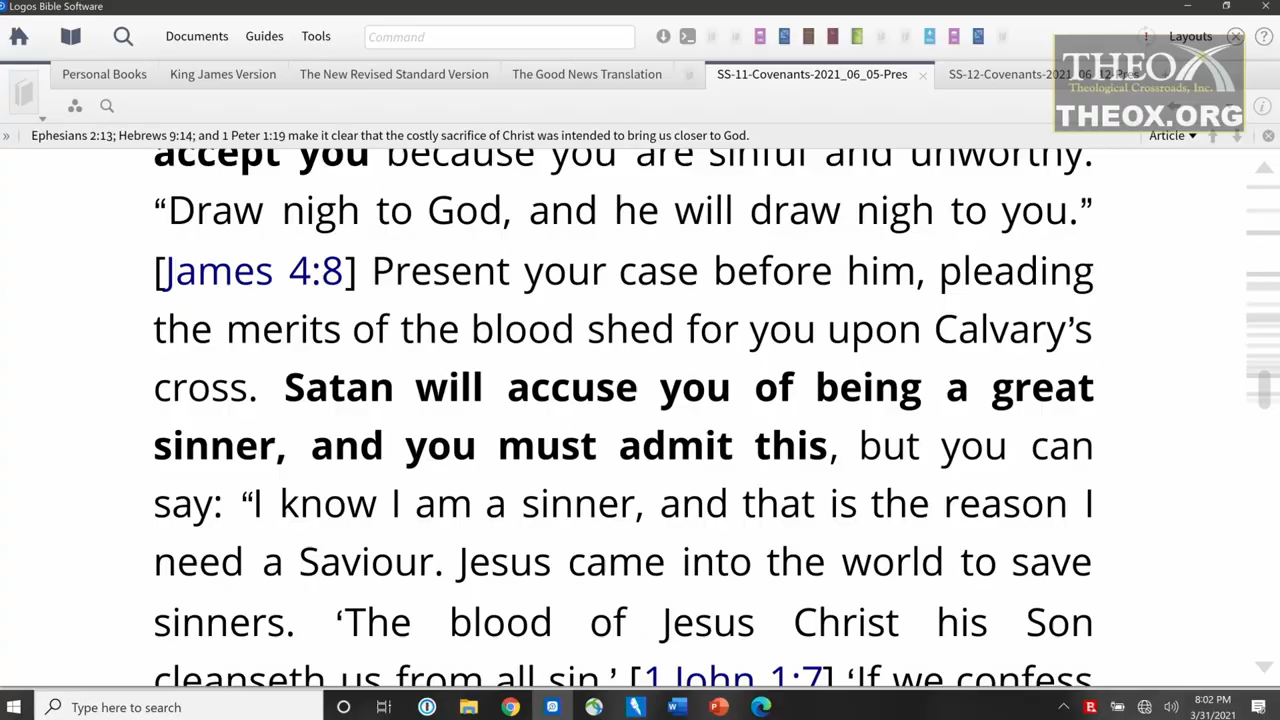 Logos Bible Software
Documents Guides Tools Command Layouts
Personal Books King James Version The New Revised Standard Version The Good News Translation SS-11-Covenants-2021_06_05-Pres SS-12-Covenants-2021_06_12-Pres
THEOX
Theological Crossroads, Inc.
THEOX.ORG
» Ephesians 2:13; Hebrews 9:14; and 1 Peter 1:19 make it clear that the costly sacrifice of Christ was intended to bring us closer to God. Article
accept you because you are sinful and unworthy.
“Draw nigh to God, and he will draw nigh to you.”
[James 4:8] Present your case before him, pleading
the merits of the blood shed for you upon Calvary’s
cross. Satan will accuse you of being a great
sinner, and you must admit this, but you can
say: “I know I am a sinner, and that is the reason I
need a Saviour. Jesus came into the world to save
sinners. ‘The blood of Jesus Christ his Son
cleanseth us from all sin.’ [1 John 1:7] ‘If we confess
Type here to search
8:02 PM
3/31/2021